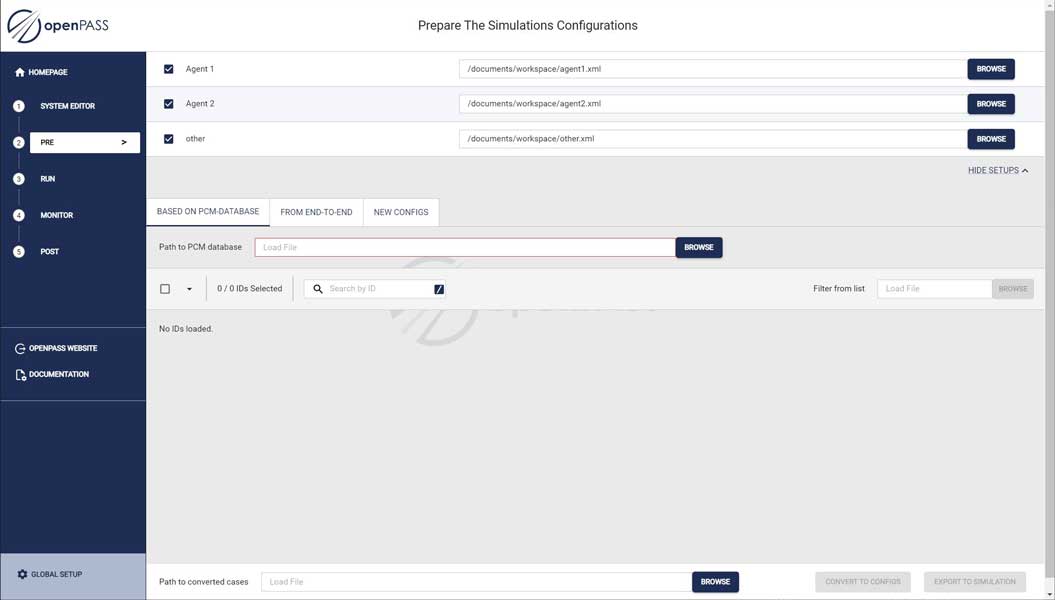 openPASS
Prepare The Simulations Configurations
HOMEPAGE
1 SYSTEM EDITOR
2 PRE >
3 RUN
4 MONITOR
5 POST
OPENPASS WEBSITE
DOCUMENTATION
GLOBAL SETUP
Agent 1 /documents/workspace/agent1.xml BROWSE
Agent 2 /documents/workspace/agent2.xml BROWSE
other /documents/workspace/other.xml BROWSE
HIDE SETUPS
BASED ON PCM-DATABASE FROM END-TO-END NEW CONFIGS
Path to PCM database Load File BROWSE
0 / 0 IDs Selected Search by ID / Filter from list Load File BROWSE
No IDs loaded.
Path to converted cases Load File BROWSE CONVERT TO CONFIGS EXPORT TO SIMULATION